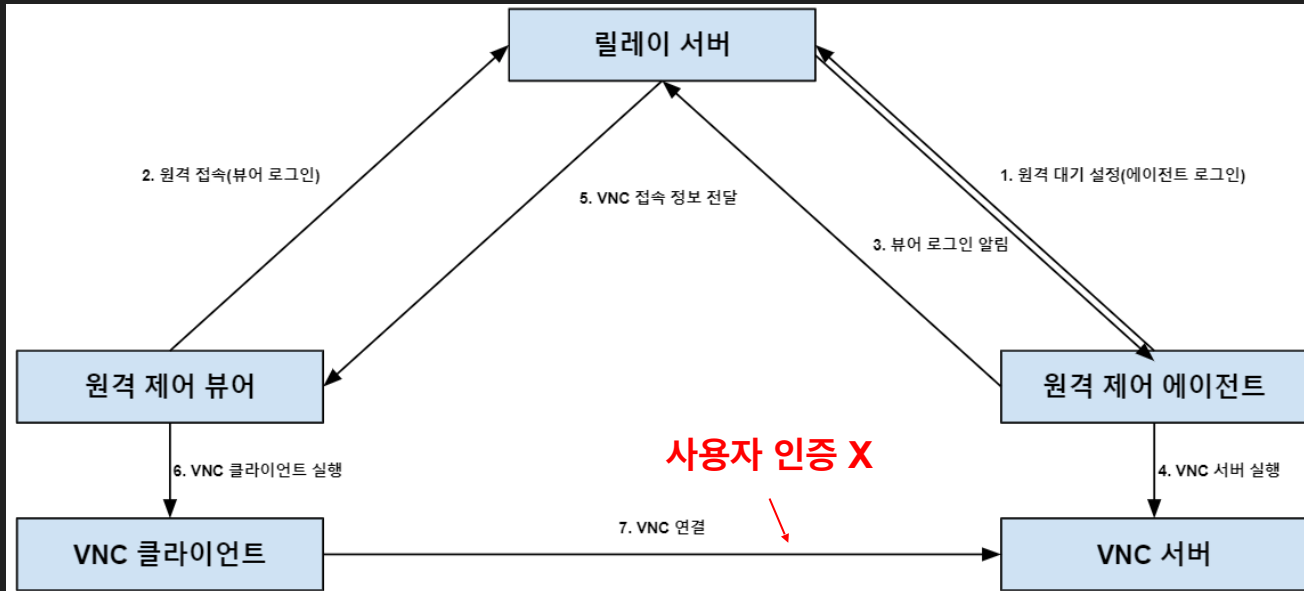 릴레이 서버
2. 원격 접속(뷰어 로그인)
1. 원격 대기 설정(에이전트 로그인)
5. VNC 접속 정보 전달
3. 뷰어 로그인 알림
원격 제어 뷰어
원격 제어 에이전트
사용자 인증 X
6. VNC 클라이언트 실행
4. VNC 서버 실행
7. VNC 연결
VNC 클라이언트
VNC 서버